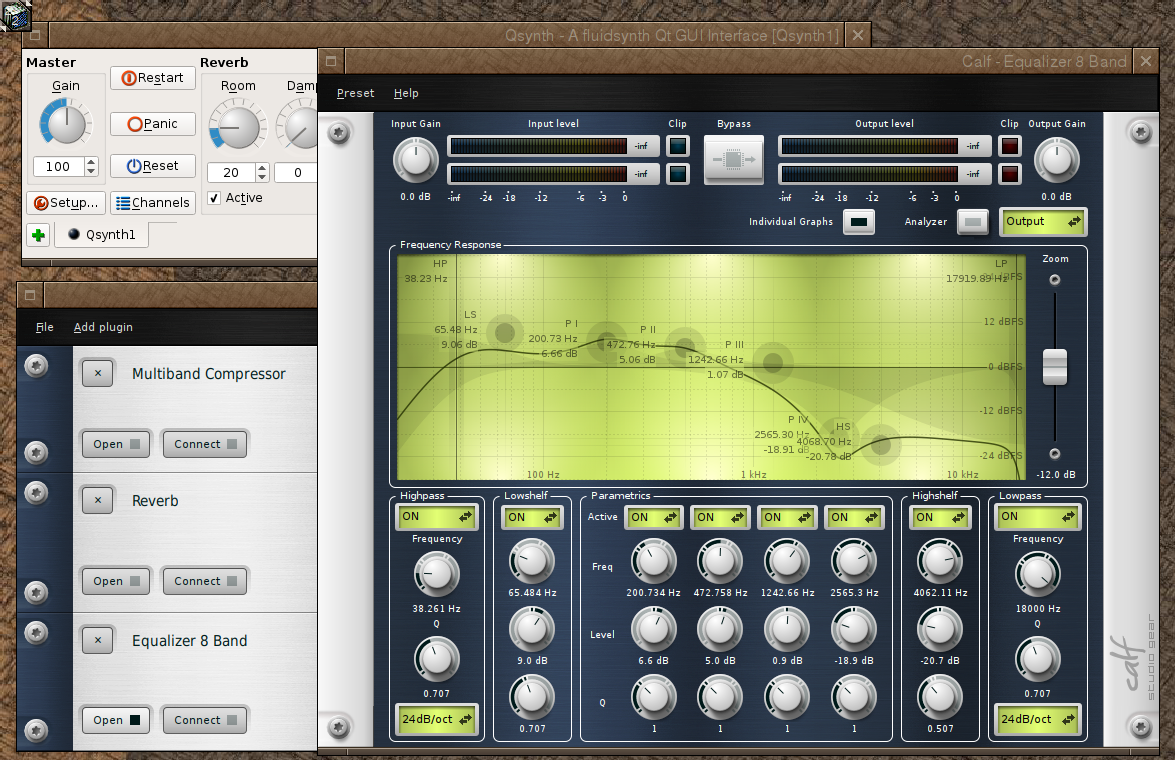 Qsynth - A fluidsynth Qt GUI Interface [Qsynth1]
Master
Gain
100
Restart
Panic
Reset
Setup...
Channels
Qsynth1
Reverb
Room
Damp
20
0
Active
File
Add plugin
Multiband Compressor
Open
Connect
Reverb
Open
Connect
Equalizer 8 Band
Open
Connect
Calf - Equalizer 8 Band
Preset
Help
Input Gain
0.0 dB
Input level
-inf
-inf
-inf -24 -18 -12 -6 -3 0
Clip
Bypass
Output level
-inf
-inf
-inf -24 -18 -12 -6 -3 0
Clip
Output Gain
0.0 dB
Individual Graphs
Analyzer
Output
Frequency Response
HP
38.23 Hz
LS
65.48 Hz
9.06 dB
P I
200.73 Hz
6.66 dB
P II
472.76 Hz
5.06 dB
P III
1242.66 Hz
1.07 dB
P IV
2565.30 Hz
-18.91 dB
HS
4068.70 Hz
-20.78 dB
LP
17919.89 Hz
24 dBFS
12 dBFS
0 dBFS
-12 dBFS
-24 dBFS
100 Hz
1 kHz
10 kHz
Zoom
-12.0 dB
Highpass
ON
Frequency
38.261 Hz
Q
0.707
24dB/oct
Lowshelf
ON
65.484 Hz
9.0 dB
0.707
Parametrics
Active ON ON ON ON
Freq
200.734 Hz 472.758 Hz 1242.66 Hz 2565.3 Hz
Level
6.6 dB 5.0 dB 0.9 dB -18.9 dB
Q
1 1 1 1
Highshelf
ON
4062.11 Hz
-20.7 dB
0.507
Lowpass
ON
Frequency
18000 Hz
Q
0.707
24dB/oct
calf
studio gear